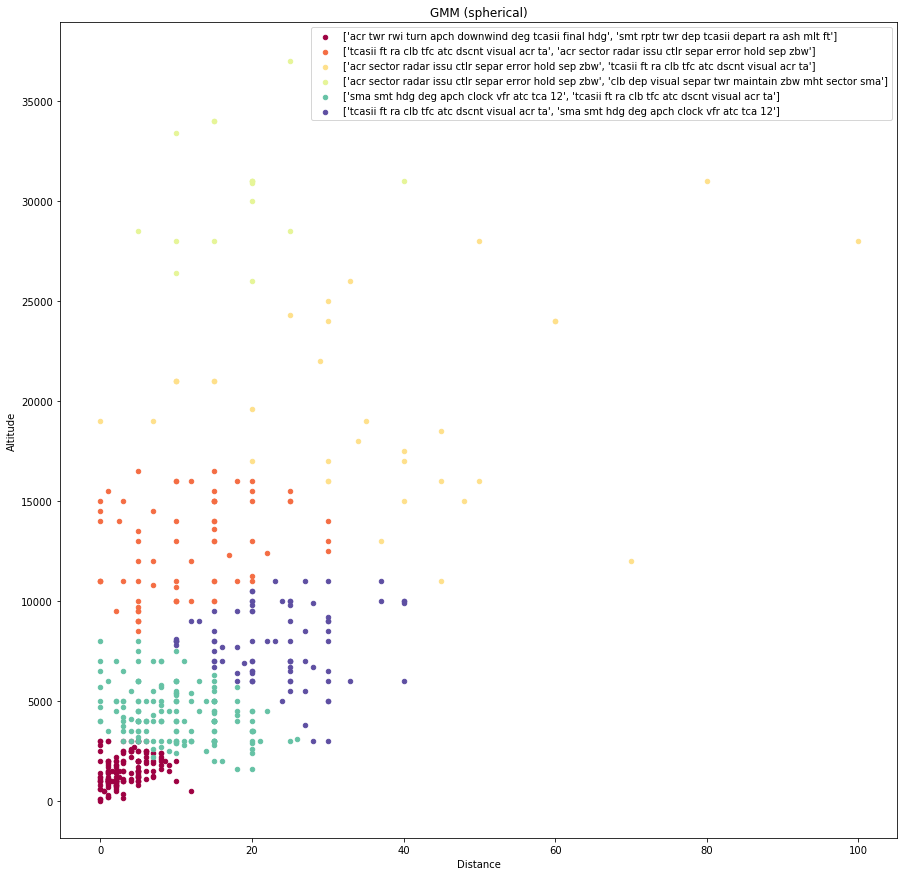 GMM (spherical)
['acr twr rwi turn apch downwind deg tcasii final hdg', 'smt rptr twr dep tcasii depart ra ash mlt ft']
['tcasii ft ra clb tfc atc dscnt visual acr ta', 'acr sector radar issu ctlr separ error hold sep zbw']
['acr sector radar issu ctlr separ error hold sep zbw', 'tcasii ft ra clb tfc atc dscnt visual acr ta']
['acr sector radar issu ctlr separ error hold sep zbw', 'clb dep visual separ twr maintain zbw mht sector sma']
['sma smt hdg deg apch clock vfr atc tca 12', 'tcasii ft ra clb tfc atc dscnt visual acr ta']
['tcasii ft ra clb tfc atc dscnt visual acr ta', 'sma smt hdg deg apch clock vfr atc tca 12']
35000
30000
25000
20000
15000
10000
5000
0
Altitude
0 20 40 60 80 100
Distance